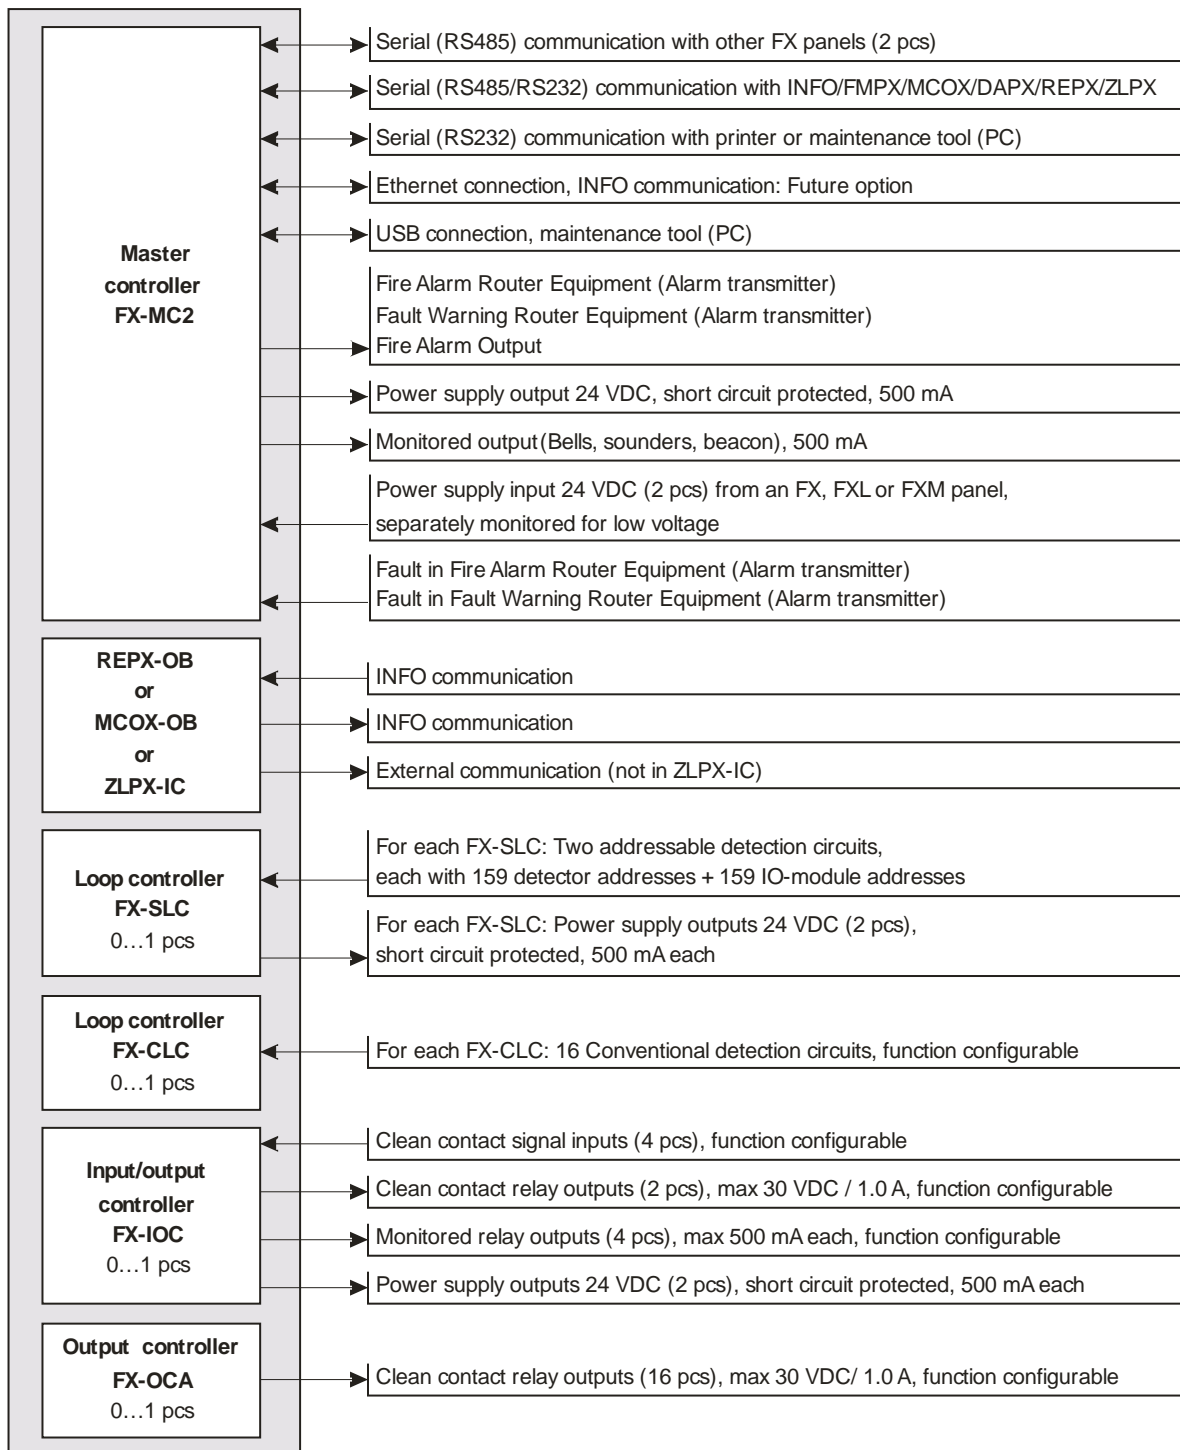 Master
controller
FX-MC2
Serial (RS485) communication with other FX panels (2 pcs)
Serial (RS485/RS232) communication with INFO/FMPX/MCOX/DAPX/REPX/ZLPX
Serial (RS232) communication with printer or maintenance tool (PC)
Ethernet connection, INFO communication: Future option
USB connection, maintenance tool (PC)
Fire Alarm Router Equipment (Alarm transmitter)
Fault Warning Router Equipment (Alarm transmitter)
Fire Alarm Output
Power supply output 24 VDC, short circuit protected, 500 mA
Monitored output (Bells, sounders, beacon), 500 mA
Power supply input 24 VDC (2 pcs) from an FX, FXL or FXM panel,
separately monitored for low voltage
Fault in Fire Alarm Router Equipment (Alarm transmitter)
Fault in Fault Warning Router Equipment (Alarm transmitter)
REPX-OB
or
MCOX-OB
or
ZLPX-IC
INFO communication
INFO communication
External communication (not in ZLPX-IC)
Loop controller
FX-SLC
0…1 pcs
For each FX-SLC: Two addressable detection circuits,
each with 159 detector addresses + 159 IO-module addresses
For each FX-SLC: Power supply outputs 24 VDC (2 pcs),
short circuit protected, 500 mA each
Loop controller
FX-CLC
0…1 pcs
For each FX-CLC: 16 Conventional detection circuits, function configurable
Input/output
controller
FX-IOC
0…1 pcs
Clean contact signal inputs (4 pcs), function configurable
Clean contact relay outputs (2 pcs), max 30 VDC / 1.0 A, function configurable
Monitored relay outputs (4 pcs), max 500 mA each, function configurable
Power supply outputs 24 VDC (2 pcs), short circuit protected, 500 mA each
Output controller
FX-OCA
0…1 pcs
Clean contact relay outputs (16 pcs), max 30 VDC/ 1.0 A, function configurable